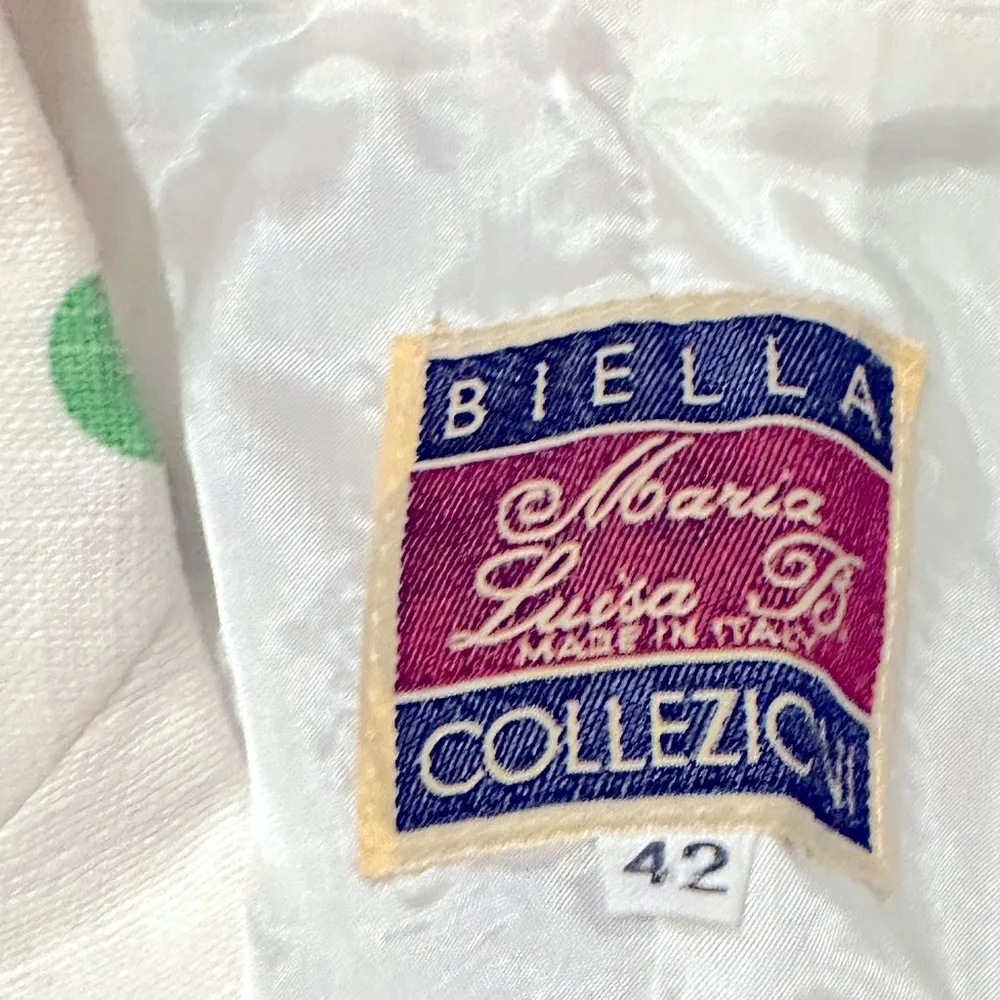 BIELLA
Maria
Luisa B.
MADE IN ITALY
COLLEZIONI
42